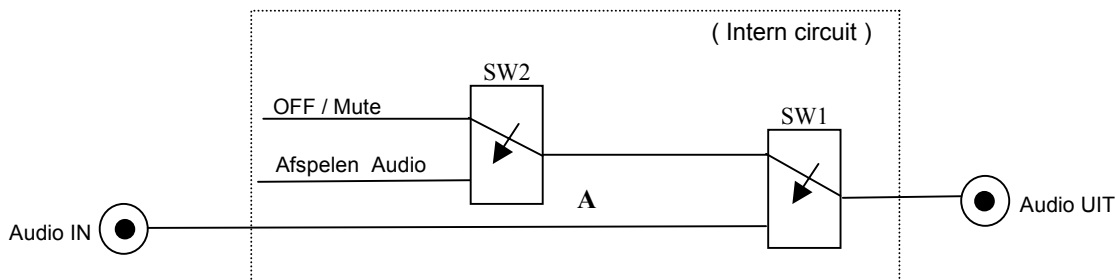 ( Intern circuit )
SW2
OFF / Mute
SW1
Afspelen Audio
A
Audio IN
Audio UIT